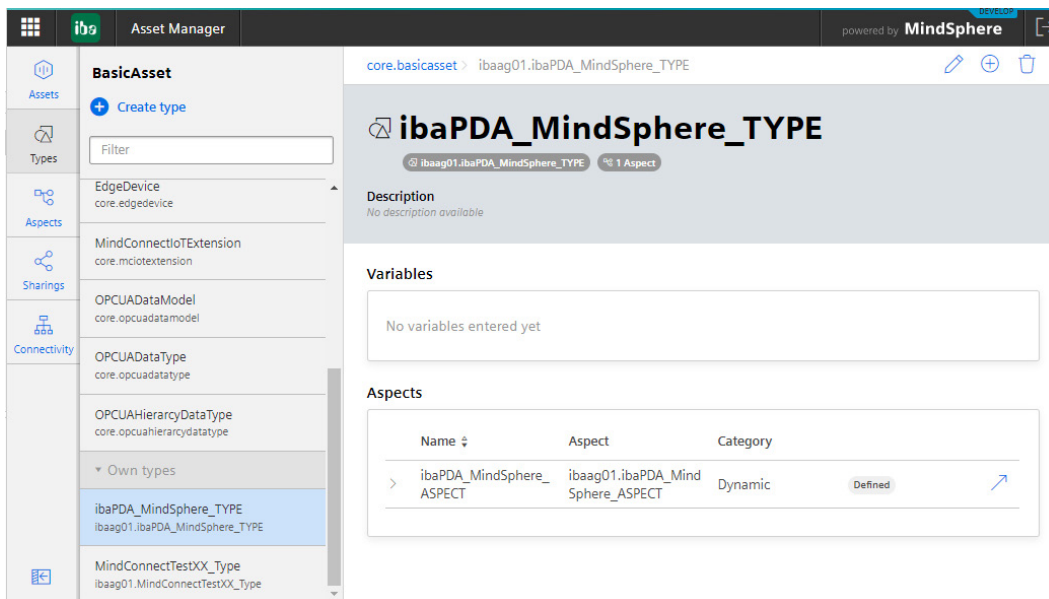 DEVELOP
iba Asset Manager powered by MindSphere
Assets
Types
Aspects
Sharings
Connectivity
BasicAsset
Create type
Filter
EdgeDevice
core.edgedevice
MindConnectIoTExtension
core.mciotextension
OPCUADataModel
core.opcuadatamodel
OPCUADataType
core.opcuadatatype
OPCUAHierarcyDataType
core.opcuahierarcydatatype
Own types
ibaPDA_MindSphere_TYPE
ibaag01.ibaPDA_MindSphere_TYPE
MindConnectTestXX_Type
ibaag01.MindConnectTestXX_Type
core.basicasset > ibaag01.ibaPDA_MindSphere_TYPE
ibaPDA_MindSphere_TYPE
ibaag01.ibaPDA_MindSphere_TYPE 1 Aspect
Description
No description available
Variables
No variables entered yet
Aspects
Name Aspect Category
ibaPDA_MindSphere_ ibaag01.ibaPDA_Mind Dynamic Defined
ASPECT Sphere_ASPECT